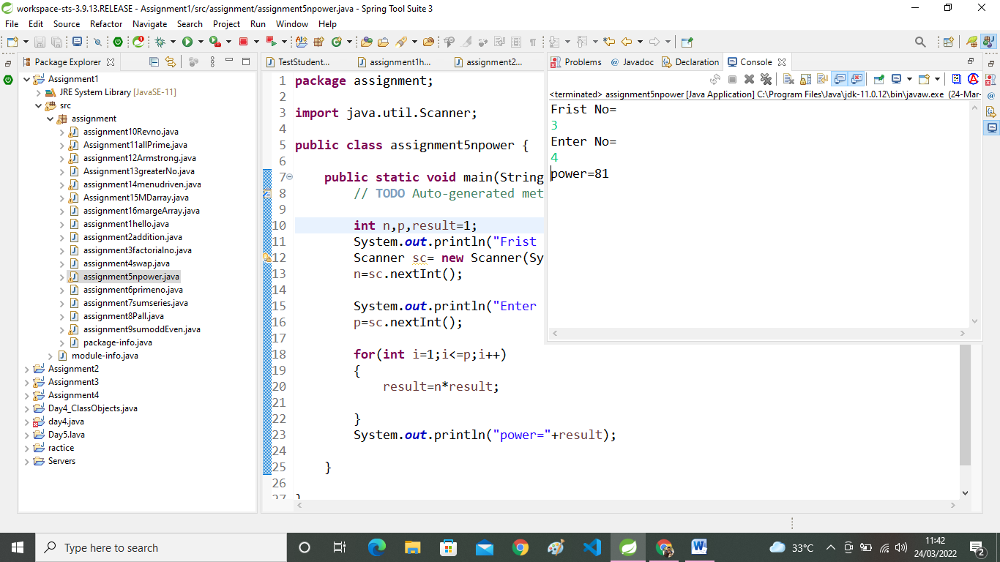 workspace-sts-3.9.13.RELEASE - Assignment1/src/assignment/assignment5npower.java - Spring Tool Suite 3
File Edit Source Refactor Navigate Search Project Run Window Help
Package Explorer
Assignment1
JRE System Library [JavaSE-11]
src
assignment
assignment10Revno.java
Assignment11allPrime.java
assignment12Armstrong.java
Assignment13greaterNo.java
assignment14menudriven.java
Assignment15MDarray.java
assignment16margeArray.java
assignment1hello.java
assignment2addition.java
assignment3factorialno.java
assignment4swap.java
assignment5npower.java
assignment6primeno.java
assignment7sumseries.java
assignment8Pall.java
assignment9sumoddEven.java
package-info.java
module-info.java
Assignment2
Assignment3
Assignment4
Day4_ClassObjects.java
day4.java
Day5.lava
ractice
Servers
TestStudent... assignment1h... assignment2...
1 package assignment;
2
3 import java.util.Scanner;
4
5 public class assignment5npower {
6
7 public static void main(String
8 // TODO Auto-generated met
9
10 int n,p,result=1;
11 System.out.println("Frist
12 Scanner sc= new Scanner(Sy
13 n=sc.nextInt();
14
15 System.out.println("Enter
16 p=sc.nextInt();
17
18 for(int i=1;i<=p;i++)
19 {
20 result=n*result;
21
22 }
23 System.out.println("power="+result);
24
25 }
26
27 }
Problems Javadoc Declaration Console
<terminated> assignment5npower [Java Application] C:\Program Files\Java\jdk-11.0.12\bin\javaw.exe (24-Mar-
Frist No=
3
Enter No=
4
power=81
Type here to search
33°C
11:42
24/03/2022
2